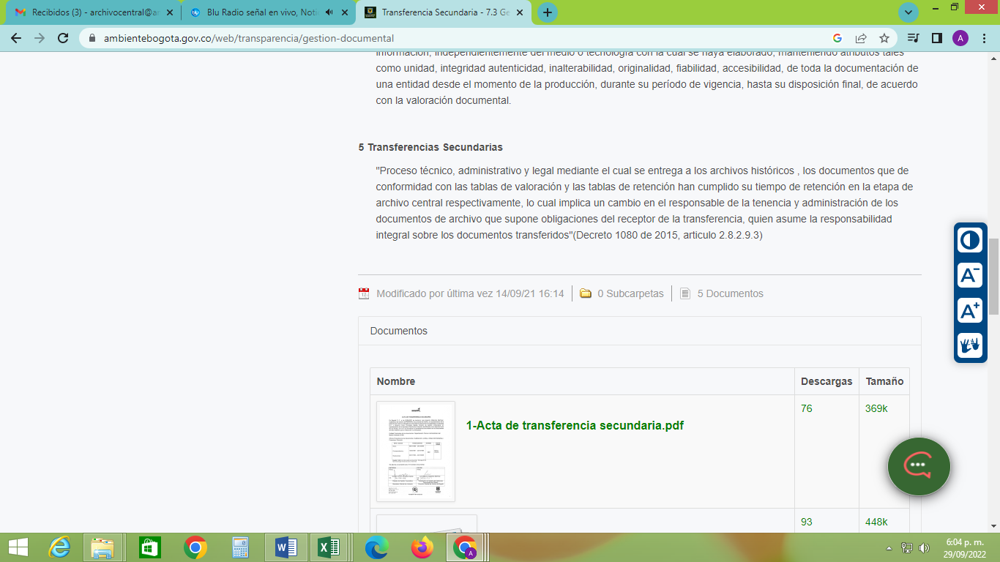 Recibidos (3) - archivocentral@ar
Blu Radio señal en vivo, Noti
Transferencia Secundaria - 7.3 Ge
ambientebogota.gov.co/web/transparencia/gestion-documental
A
información, independientemente del medio o tecnología con la cual se haya elaborado, manteniendo atributos tales
como unidad, integridad autenticidad, inalterabilidad, originalidad, fiabilidad, accesibilidad, de toda la documentación de
una entidad desde el momento de la producción, durante su período de vigencia, hasta su disposición final, de acuerdo
con la valoración documental.
5 Transferencias Secundarias
"Proceso técnico, administrativo y legal mediante el cual se entrega a los archivos históricos , los documentos que de
conformidad con las tablas de valoración y las tablas de retención han cumplido su tiempo de retención en la etapa de
archivo central respectivamente, lo cual implica un cambio en el responsable de la tenencia y administración de los
documentos de archivo que supone obligaciones del receptor de la transferencia, quien asume la responsabilidad
integral sobre los documentos transferidos"(Decreto 1080 de 2015, articulo 2.8.2.9.3)
A-
A+
Modificado por última vez 14/09/21 16:14
0 Subcarpetas
5 Documentos
Documentos
Nombre Descargas Tamaño
1-Acta de transferencia secundaria.pdf 76 369k
93 448k
6:04 p. m.
29/09/2022